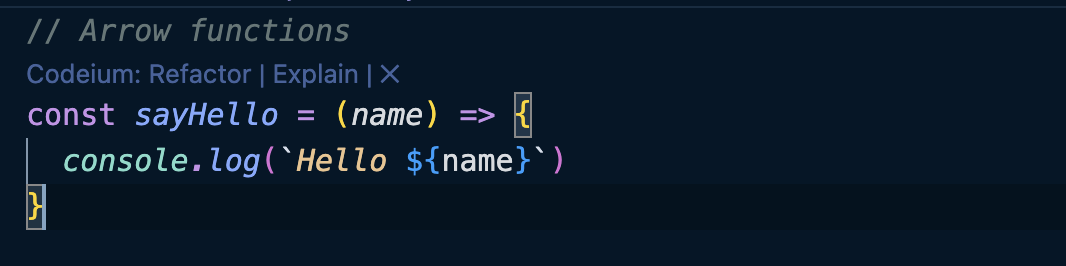 // Arrow functions
Codeium: Refactor | Explain | ✕
const sayHello = (name) => {
  console.log(`Hello ${name}`)
}